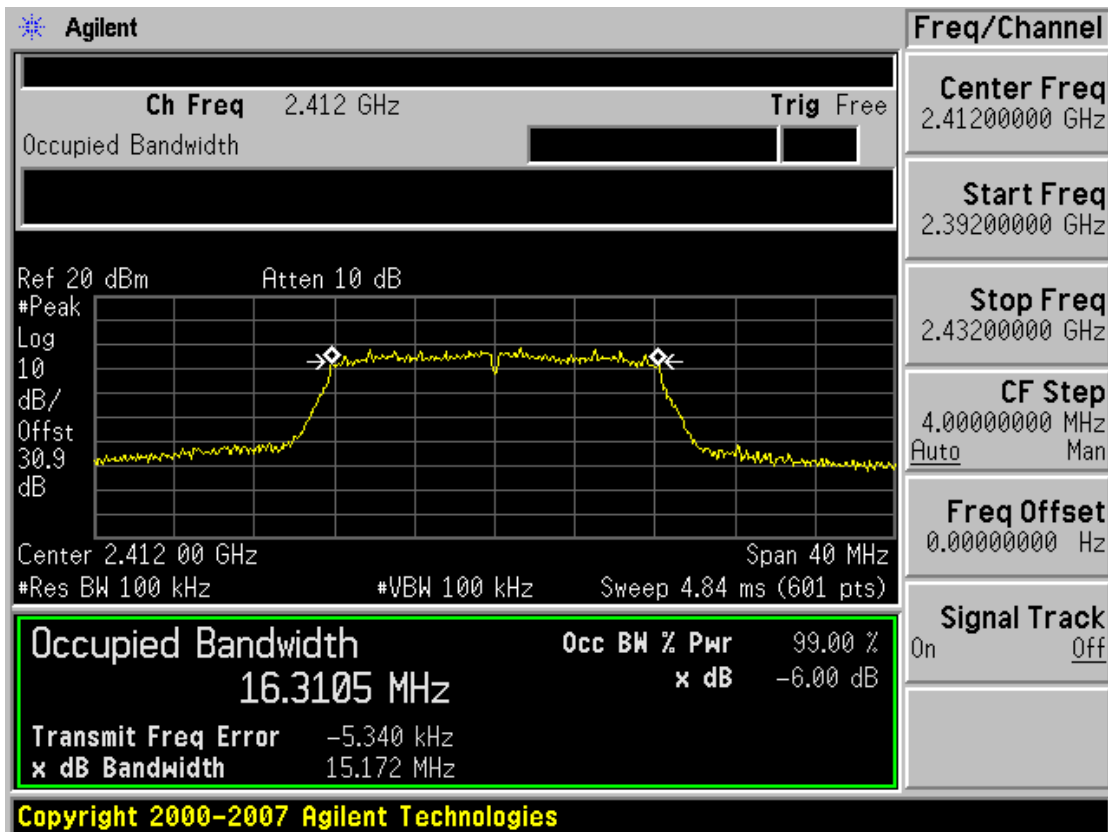 Agilent
Ch Freq 2.412 GHz Trig Free
Occupied Bandwidth
Ref 20 dBm Atten 10 dB
#Peak
Log
10
dB/
Offst
30.9
dB
Center 2.412 00 GHz Span 40 MHz
#Res BW 100 kHz #VBW 100 kHz Sweep 4.84 ms (601 pts)
Occupied Bandwidth Occ BW % Pwr 99.00 %
16.3105 MHz x dB -6.00 dB
Transmit Freq Error -5.340 kHz
x dB Bandwidth 15.172 MHz
Copyright 2000-2007 Agilent Technologies
Freq/Channel
Center Freq
2.41200000 GHz
Start Freq
2.39200000 GHz
Stop Freq
2.43200000 GHz
CF Step
4.00000000 MHz
Auto Man
Freq Offset
0.00000000 Hz
Signal Track
On Off